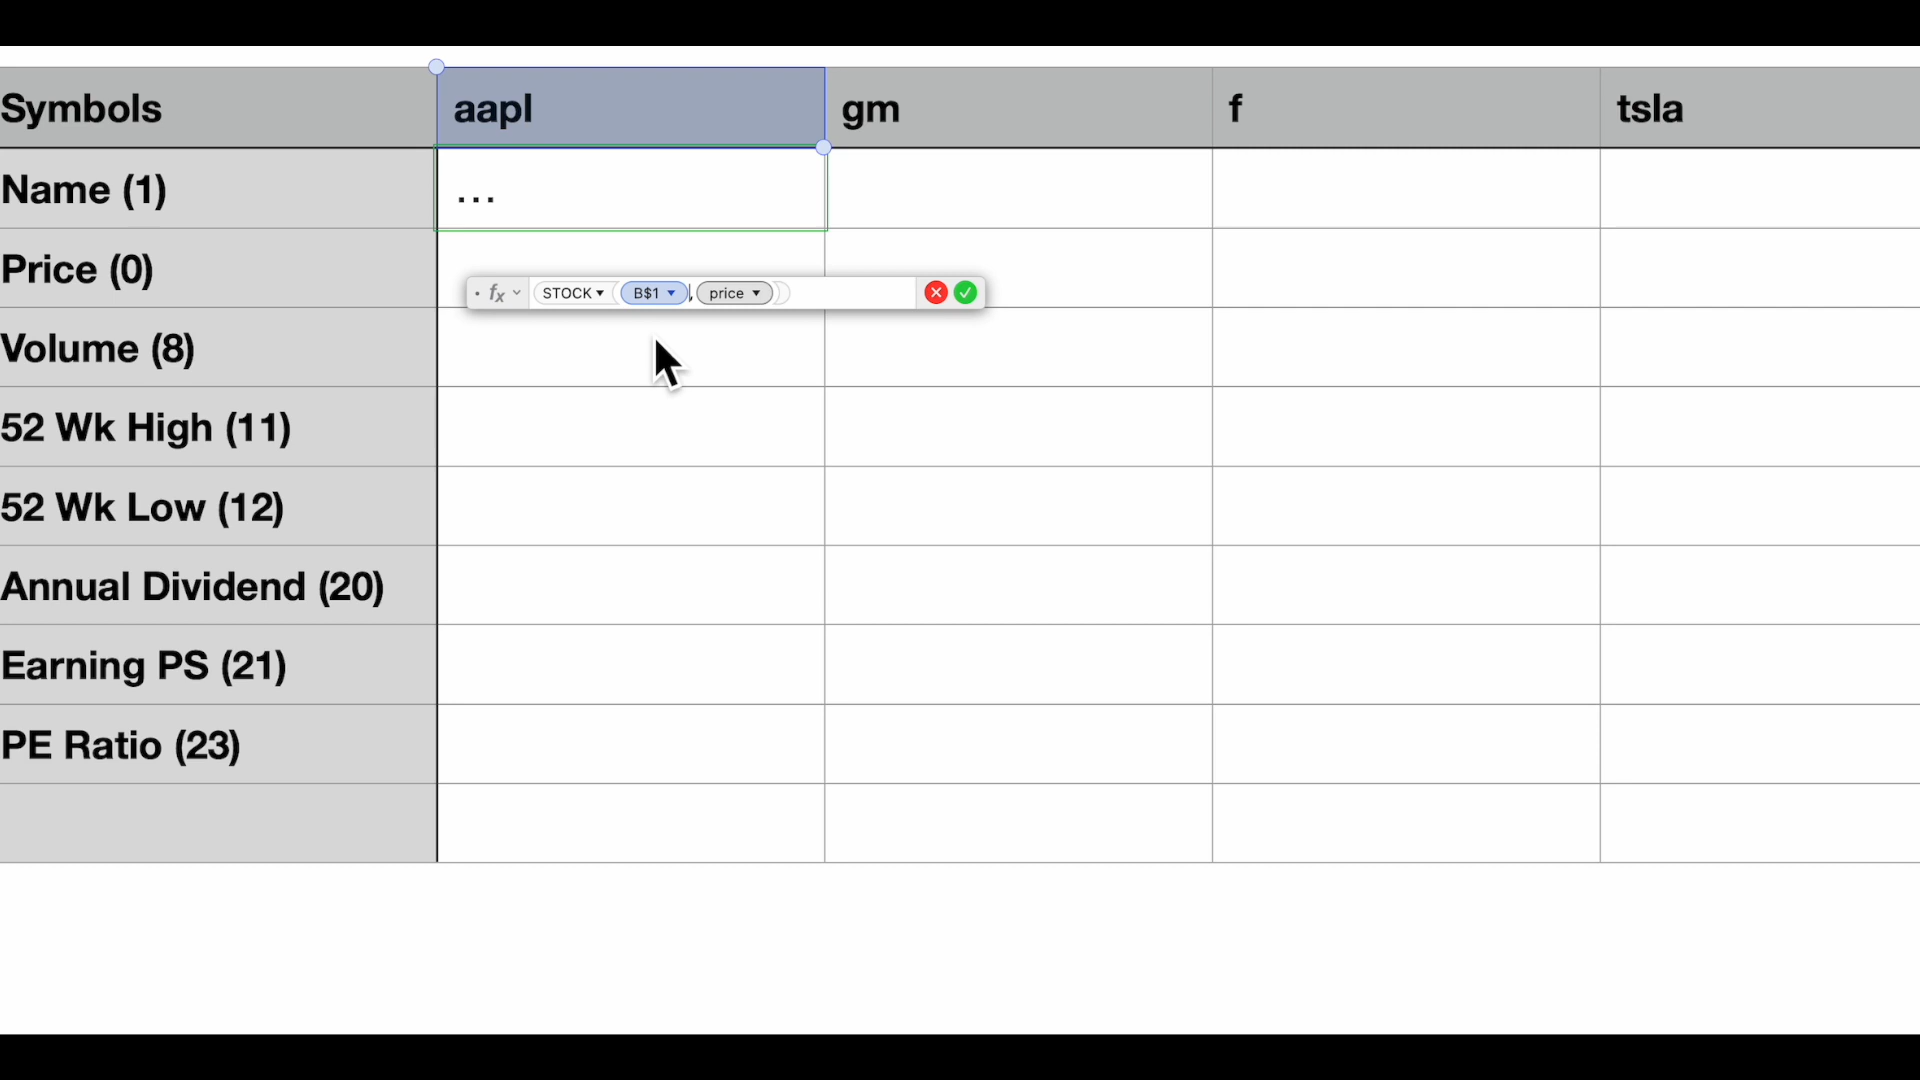 Symbols aapl gm f tsla
Name (1) ...
Price (0)
fx STOCK B$1 , price
Volume (8)
52 Wk High (11)
52 Wk Low (12)
Annual Dividend (20)
Earning PS (21)
PE Ratio (23)